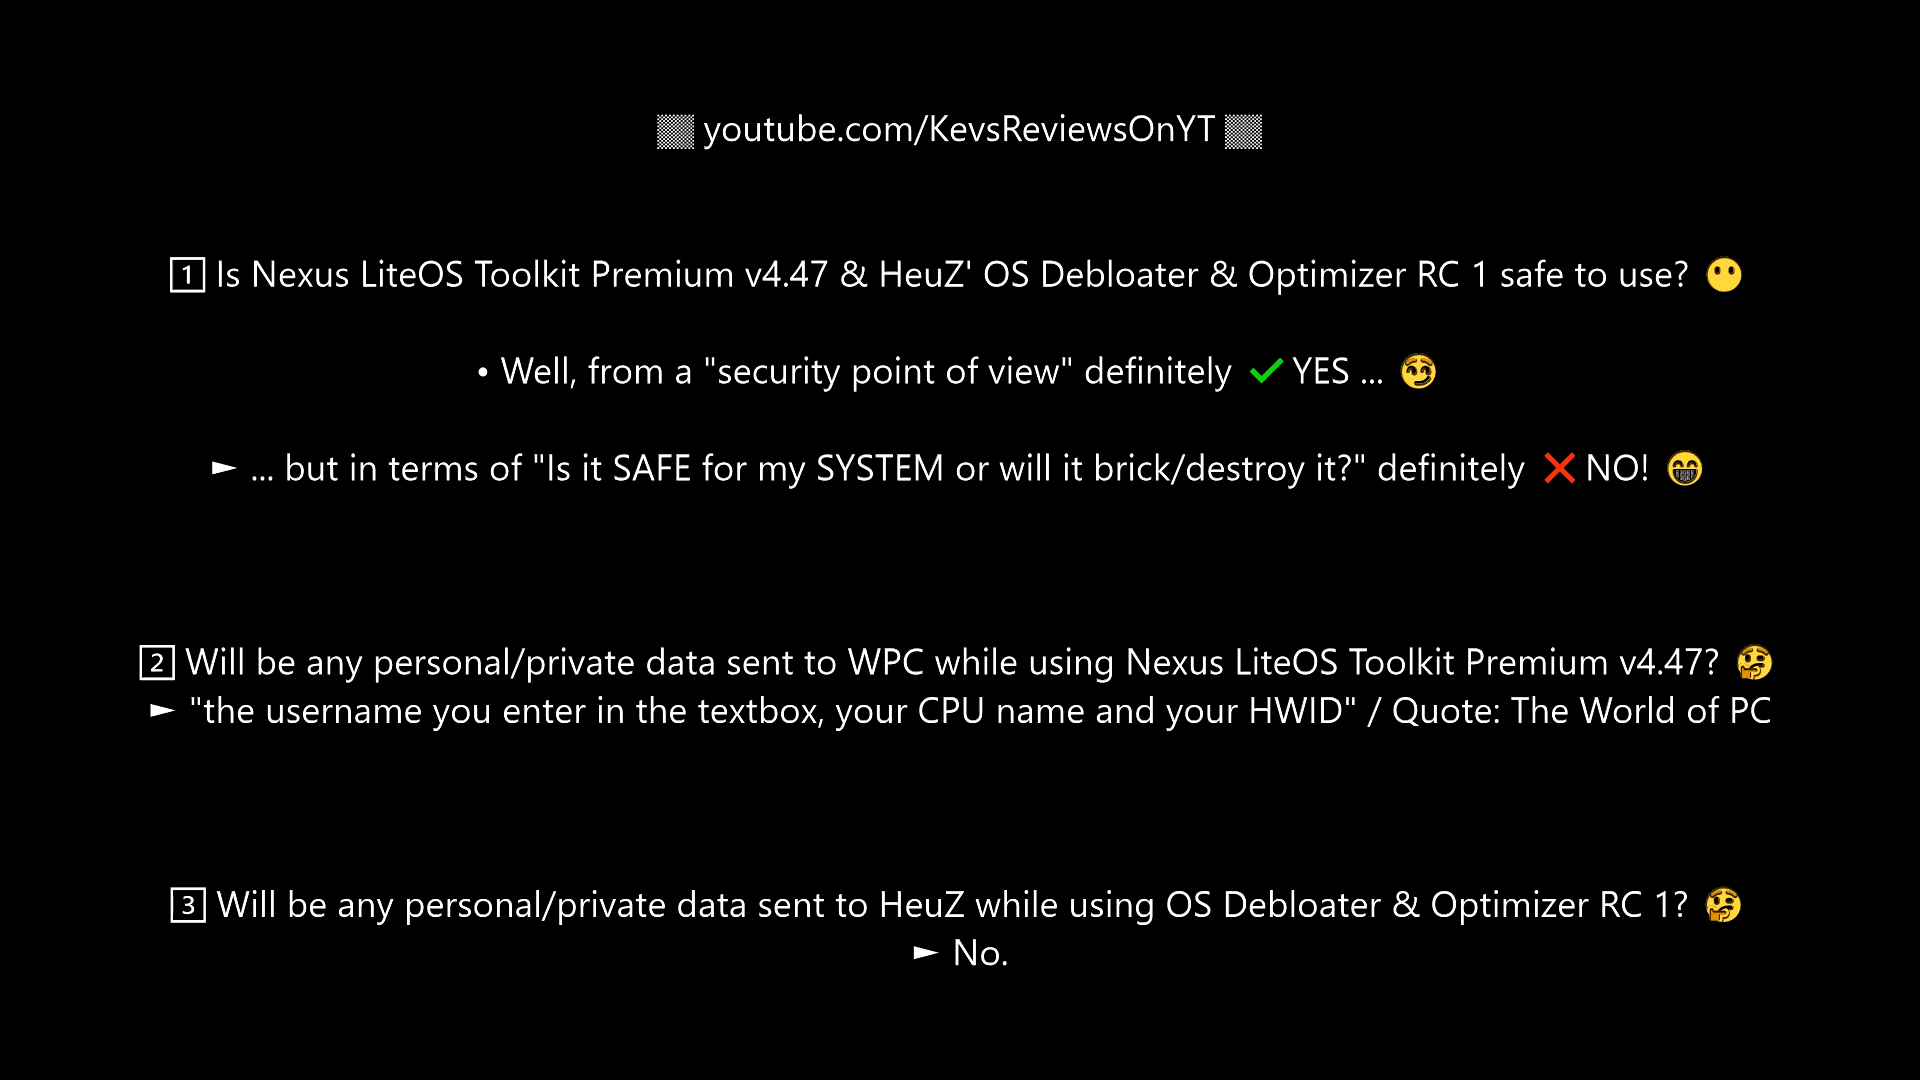 ▒▒ youtube.com/KevsReviewsOnYT ▒▒
1️⃣ Is Nexus LiteOS Toolkit Premium v4.47 & HeuZ' OS Debloater & Optimizer RC 1 safe to use? 😶
• Well, from a "security point of view" definitely ✔ YES ... 😏
► ... but in terms of "Is it SAFE for my SYSTEM or will it brick/destroy it?" definitely ❌ NO! 😁
2️⃣ Will be any personal/private data sent to WPC while using Nexus LiteOS Toolkit Premium v4.47? 🤔
► "the username you enter in the textbox, your CPU name and your HWID" / Quote: The World of PC
3️⃣ Will be any personal/private data sent to HeuZ while using OS Debloater & Optimizer RC 1? 🤔
► No.